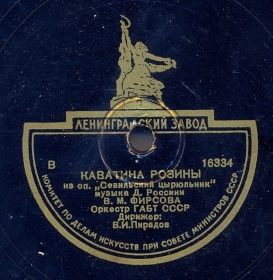 ЛЕНИНГРАДСКИЙ ЗАВОД
В 16334
КАВАТИНА РОЗИНЫ
из оп. „Севильский цырюльник"
музыка Д. Россини
В. М. ФИРСОВА
Оркестр ГАБТ СССР
Дирижер:
В.И.Пирадов
КОМИТЕТ ПО ДЕЛАМ ИСКУССТВ ПРИ СОВЕТЕ МИНИСТРОВ СССР